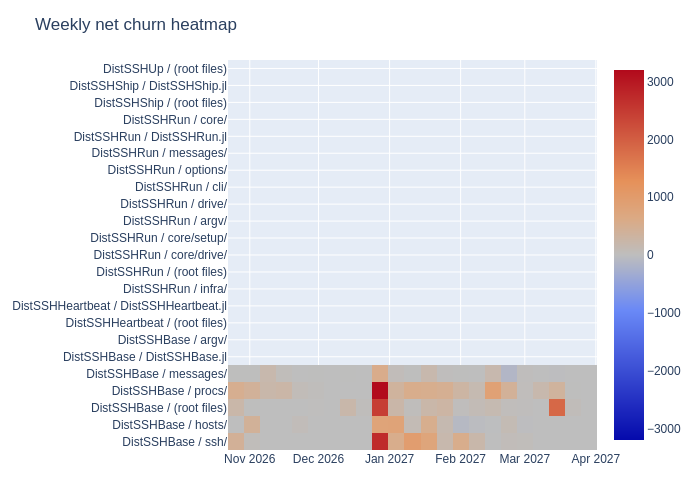 Weekly net churn heatmap
DistSSHUp / (root files)
DistSSHShip / DistSSHShip.jl
DistSSHShip / (root files)
DistSSHRun / core/
DistSSHRun / DistSSHRun.jl
DistSSHRun / messages/
DistSSHRun / options/
DistSSHRun / cli/
DistSSHRun / drive/
DistSSHRun / argv/
DistSSHRun / core/setup/
DistSSHRun / core/drive/
DistSSHRun / (root files)
DistSSHRun / infra/
DistSSHHeartbeat / DistSSHHeartbeat.jl
DistSSHHeartbeat / (root files)
DistSSHBase / argv/
DistSSHBase / DistSSHBase.jl
DistSSHBase / messages/
DistSSHBase / procs/
DistSSHBase / (root files)
DistSSHBase / hosts/
DistSSHBase / ssh/
Nov 2026 Dec 2026 Jan 2027 Feb 2027 Mar 2027 Apr 2027
3000
2000
1000
0
−1000
−2000
−3000